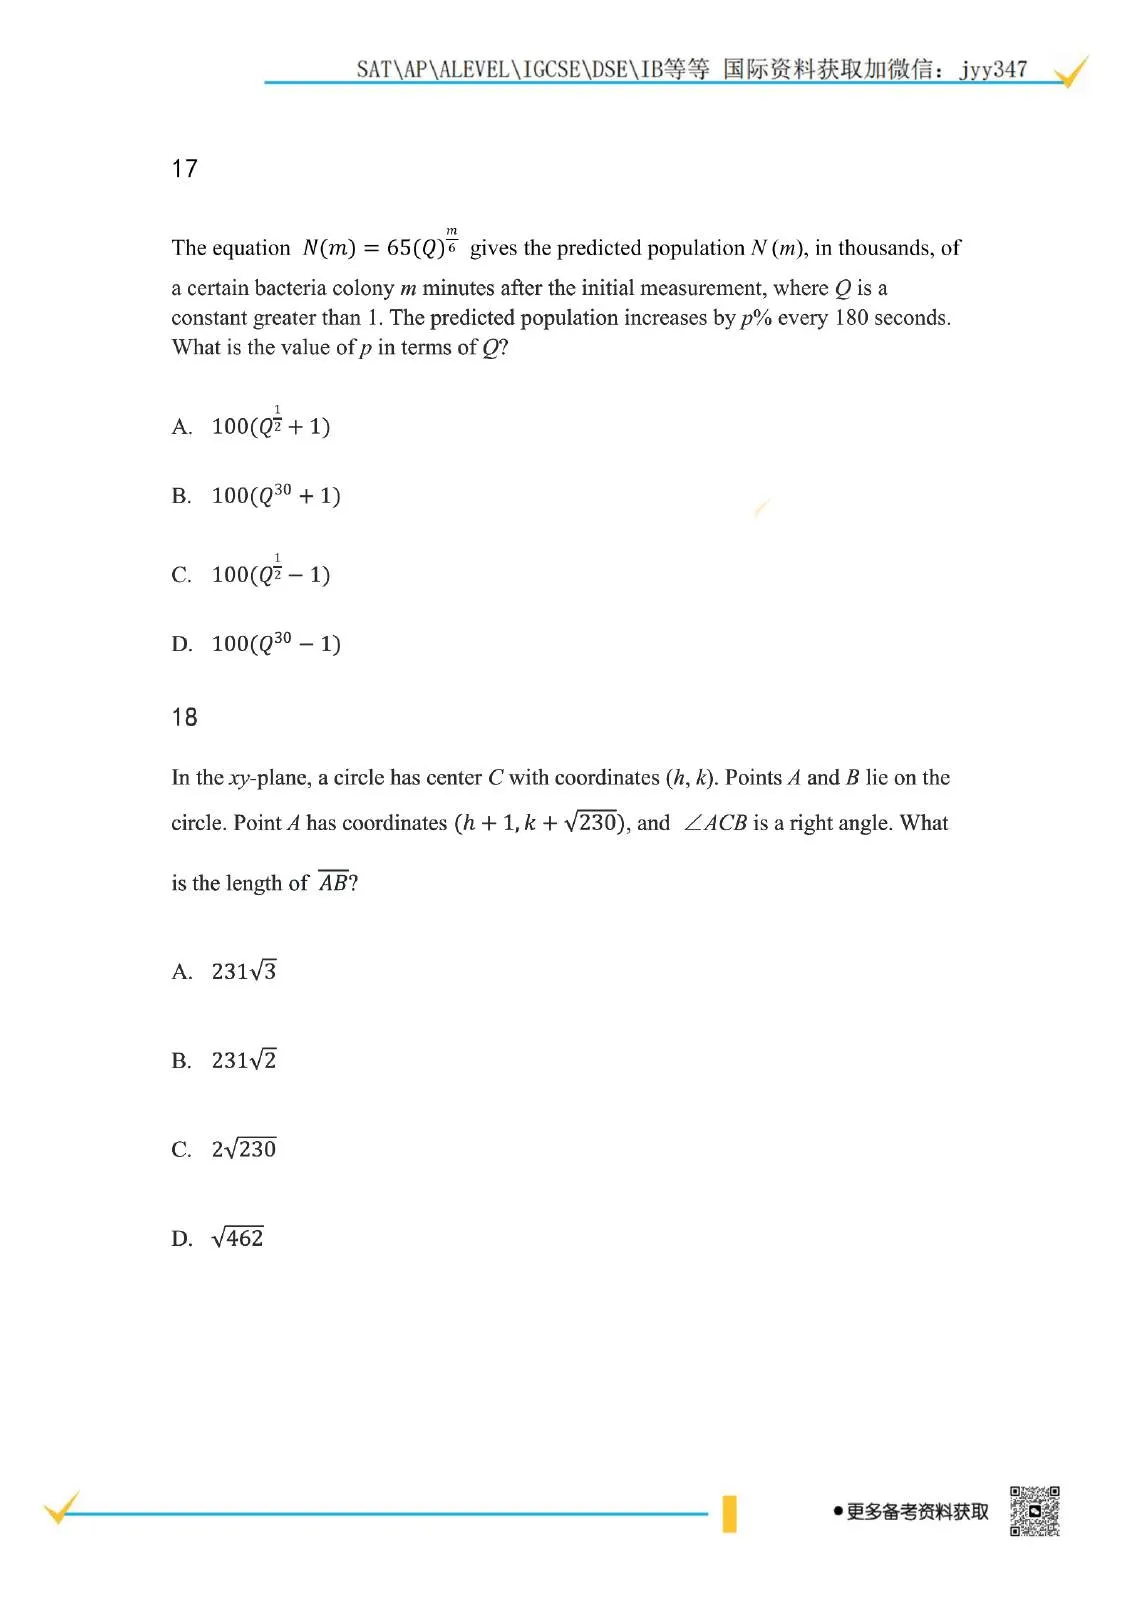 SAT\AP\ALEVEL\IGCSE\DSE\IB等等 国际资料获取加微信：jyy347
17
The equation N(m) = 65(Q)^{\frac{m}{6}} gives the predicted population N (m), in thousands, of
a certain bacteria colony m minutes after the initial measurement, where Q is a
constant greater than 1. The predicted population increases by p% every 180 seconds.
What is the value of p in terms of Q?
A. 100(Q^{\frac{1}{2}} + 1)
B. 100(Q^{30} + 1)
C. 100(Q^{\frac{1}{2}} − 1)
D. 100(Q^{30} − 1)
18
In the xy-plane, a circle has center C with coordinates (h, k). Points A and B lie on the
circle. Point A has coordinates (h + 1, k + √230), and ∠ACB is a right angle. What
is the length of \overline{AB}?
A. 231√3
B. 231√2
C. 2√230
D. √462
●更多备考资料获取